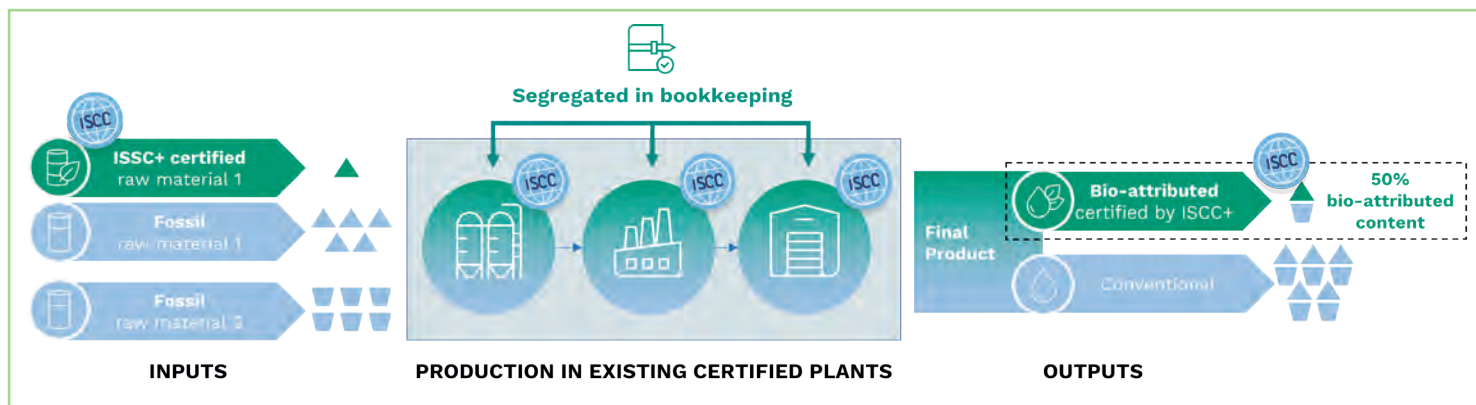 Segregated in bookkeeping
ISCC
ISSC+ certified
raw material 1
Fossil
raw material 1
Fossil
raw material 2
INPUTS
ISCC
ISCC
ISCC
PRODUCTION IN EXISTING CERTIFIED PLANTS
Final
Product
ISCC
Bio-attributed
certified by ISCC+
50%
bio-attributed
content
Conventional
OUTPUTS